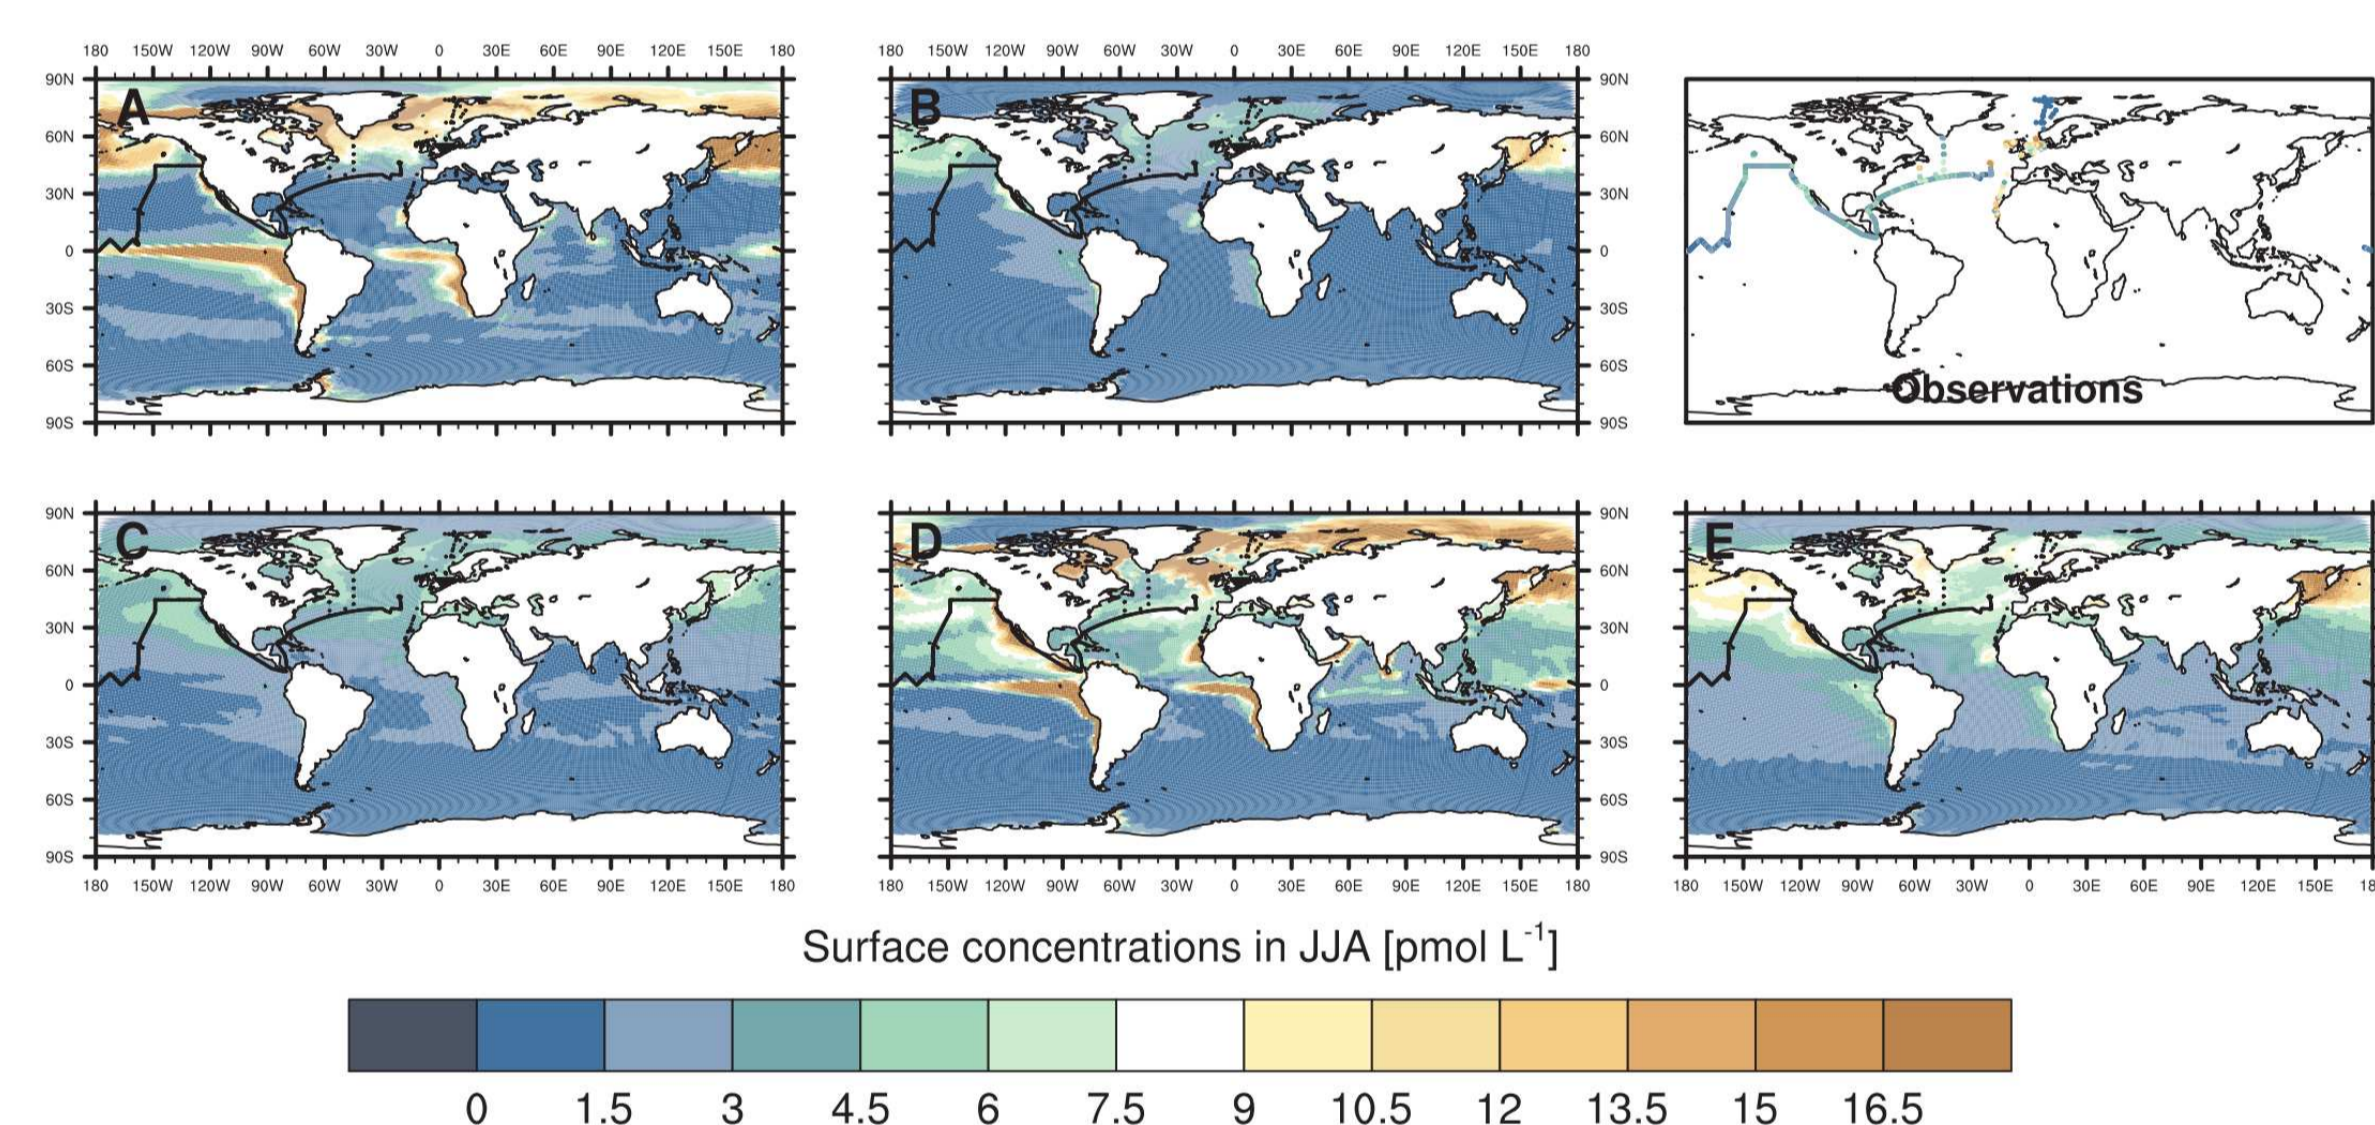 180 150W 120W 90W 60W 30W 0 30E 60E 90E 120E 150E 180
180 150W 120W 90W 60W 30W 0 30E 60E 90E 120E 150E 180
90N
60N
30N
0
30S
60S
90S
A
B
90N
60N
30N
0
30S
60S
90S
Observations
90N
60N
30N
0
30S
60S
90S
C
D
90N
60N
30N
0
30S
60S
90S
E
180 150W 120W 90W 60W 30W 0 30E 60E 90E 120E 150E 180
180 150W 120W 90W 60W 30W 0 30E 60E 90E 120E 150E 180
180 150W 120W 90W 60W 30W 0 30E 60E 90E 120E 150E 18
Surface concentrations in JJA [pmol L⁻¹]
0 1.5 3 4.5 6 7.5 9 10.5 12 13.5 15 16.5